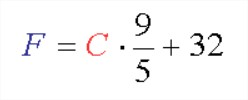 F = C · 9/5 + 32